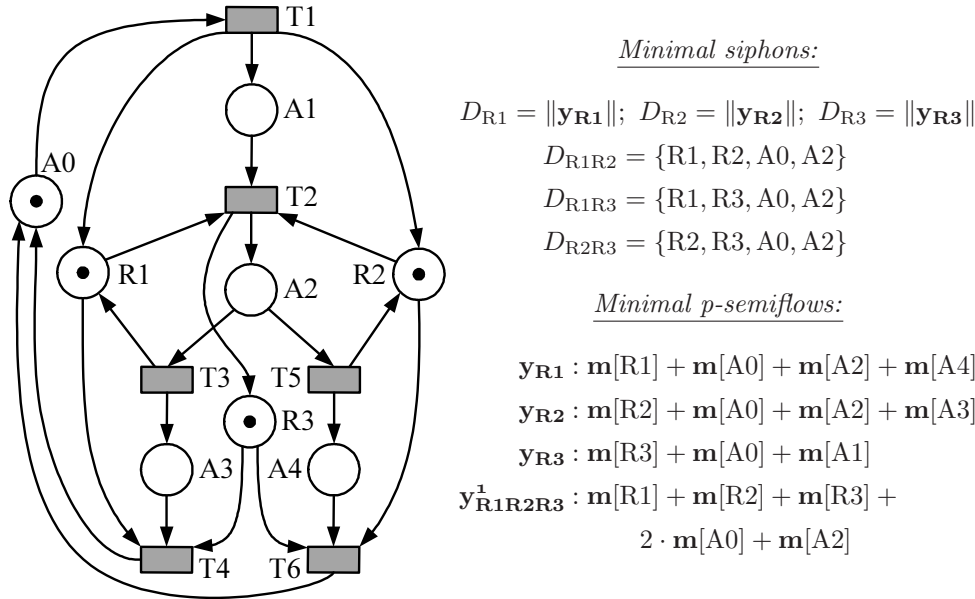 T1
A1
A0
T2
R1
R2
A2
T3
T5
R3
A3
A4
T4
T6
Minimal siphons:
D_R1 = ‖y_R1‖; D_R2 = ‖y_R2‖; D_R3 = ‖y_R3‖
D_R1R2 = {R1, R2, A0, A2}
D_R1R3 = {R1, R3, A0, A2}
D_R2R3 = {R2, R3, A0, A2}
Minimal p-semiflows:
y_R1 : m[R1] + m[A0] + m[A2] + m[A4]
y_R2 : m[R2] + m[A0] + m[A2] + m[A3]
y_R3 : m[R3] + m[A0] + m[A1]
y^1_R1R2R3 : m[R1] + m[R2] + m[R3] +
2 · m[A0] + m[A2]